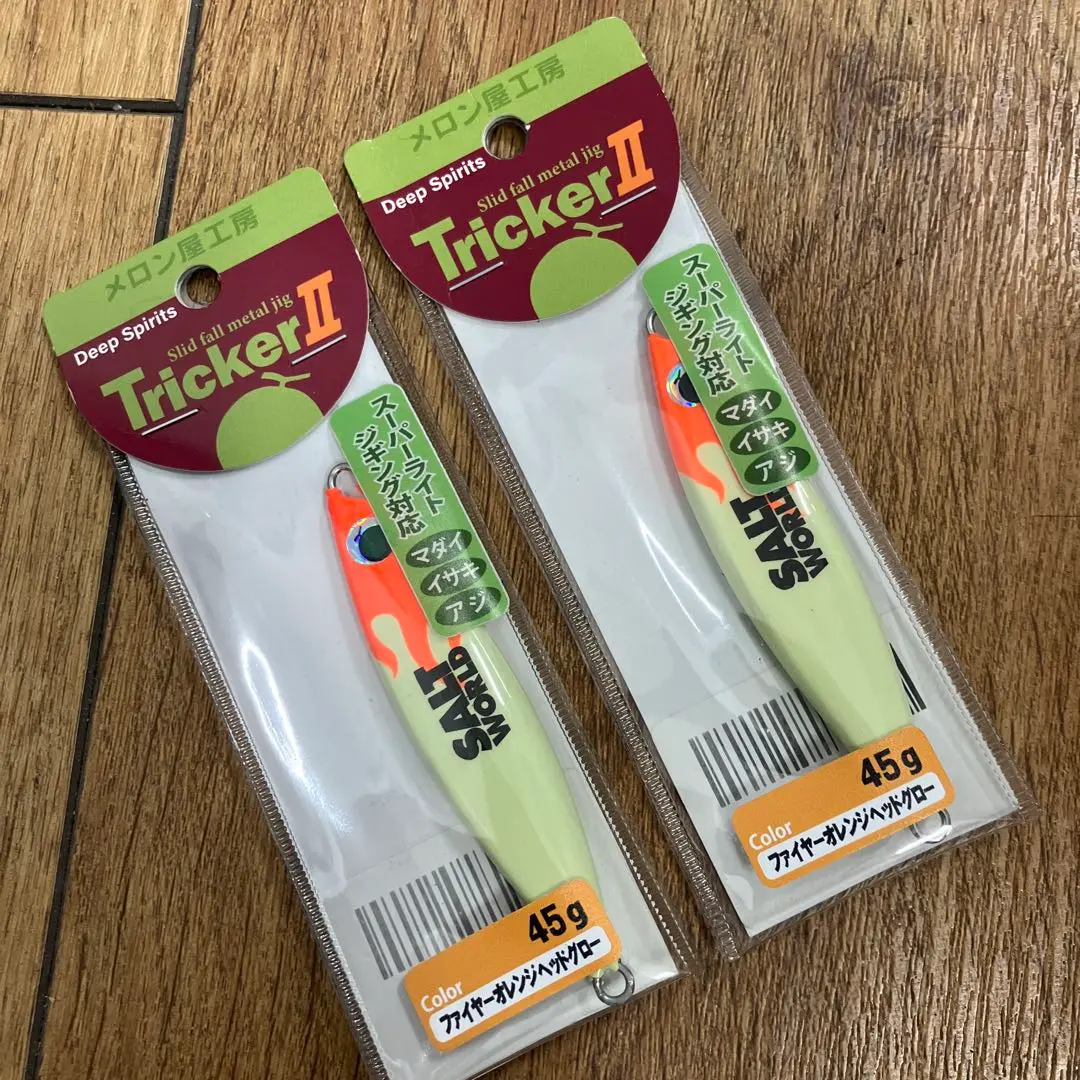 メロン屋工房
Deep Spirits
Slid fall metal jig
Tricker II
スーパーライト
ジギング対応
マダイ
イサキ
アジ
SALT
WORLD
45g
Color
ファイヤーオレンジヘッドグロー
メロン屋工房
Deep Spirits
Slid fall metal jig
Tricker II
スーパーライト
ジギング対応
マダイ
イサキ
アジ
SALT
WORLD
45g
Color
ファイヤーオレンジヘッドグロー